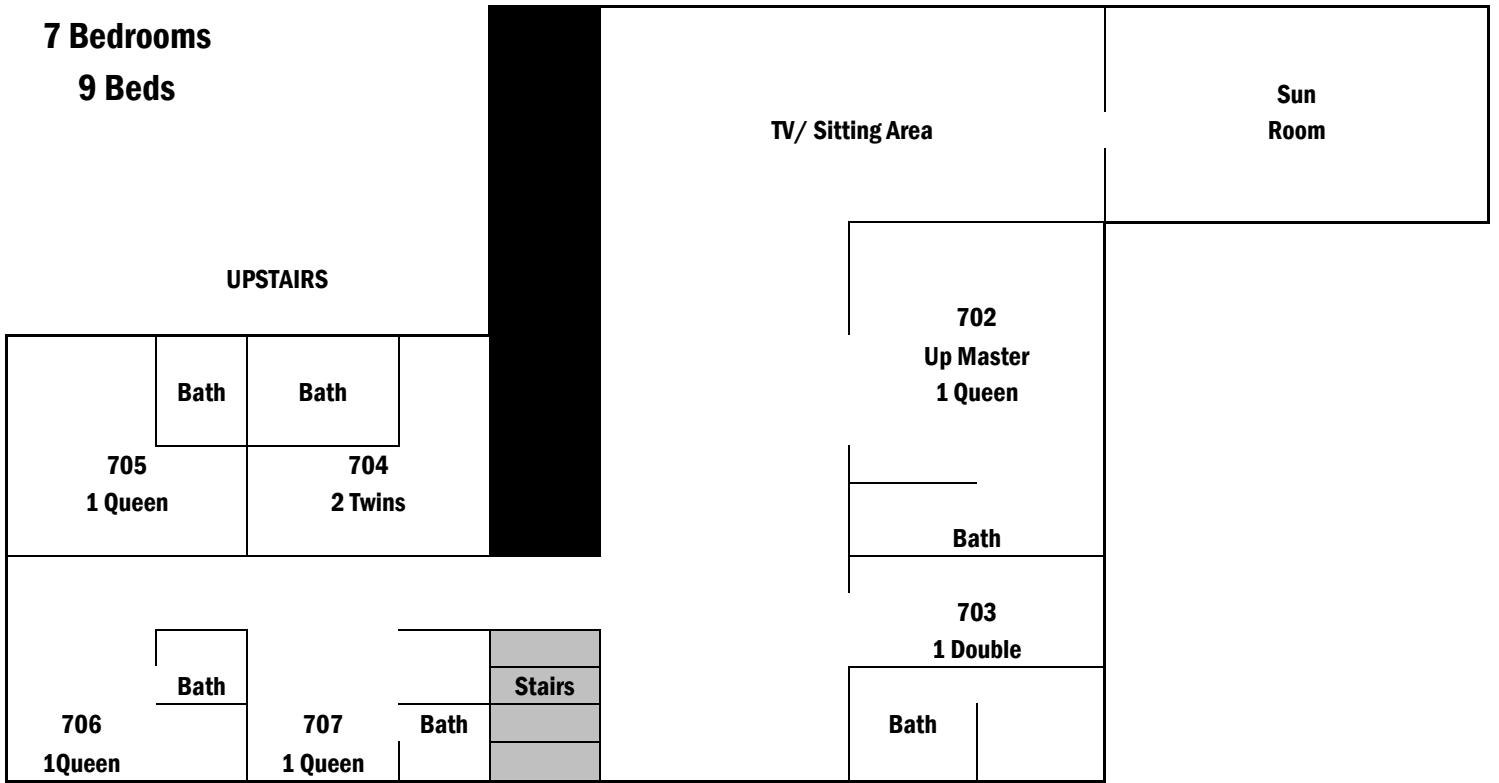 7 Bedrooms
9 Beds
TV/ Sitting Area
Sun
Room
UPSTAIRS
702
Up Master
1 Queen
Bath
Bath
705
1 Queen
704
2 Twins
Bath
703
1 Double
Bath
Stairs
706
1Queen
707
1 Queen
Bath
Bath